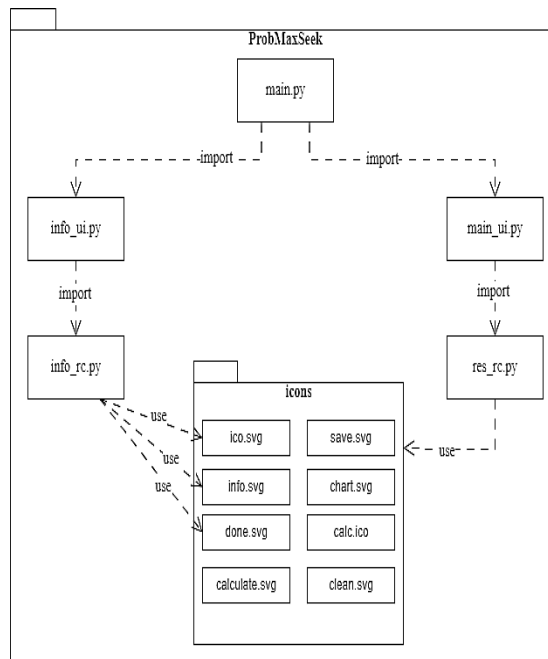 ProbMaxSeek
main.py
import
import
info_ui.py
main_ui.py
import
import
info_rc.py
res_rc.py
icons
use
ico.svg
save.svg
use
use
info.svg
chart.svg
use
done.svg
calc.ico
calculate.svg
clean.svg